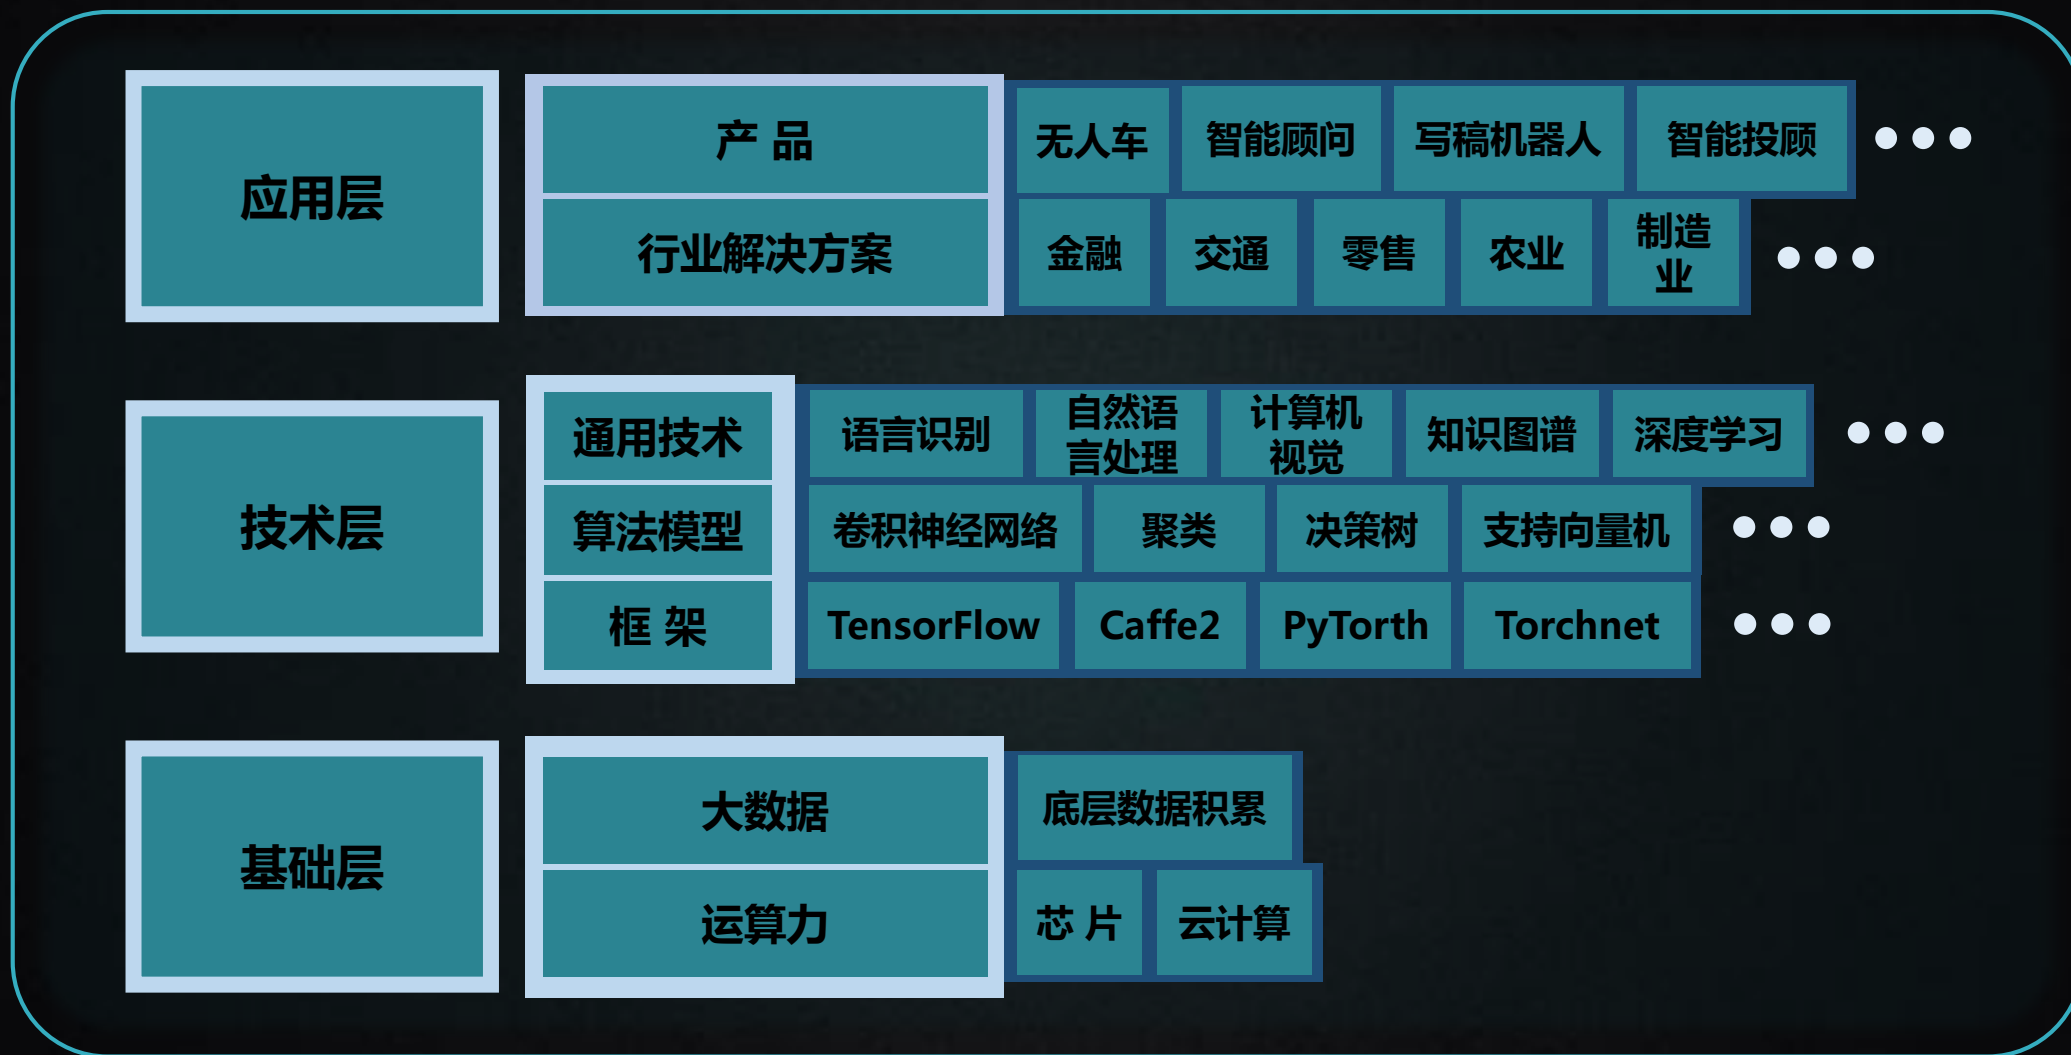 应用层
产 品
无人车
智能顾问
写稿机器人
智能投顾
行业解决方案
金融
交通
零售
农业
制造
业
技术层
通用技术
语言识别
自然语
言处理
计算机
视觉
知识图谱
深度学习
算法模型
卷积神经网络
聚类
决策树
支持向量机
框 架
TensorFlow
Caffe2
PyTorth
Torchnet
基础层
大数据
底层数据积累
运算力
芯 片
云计算